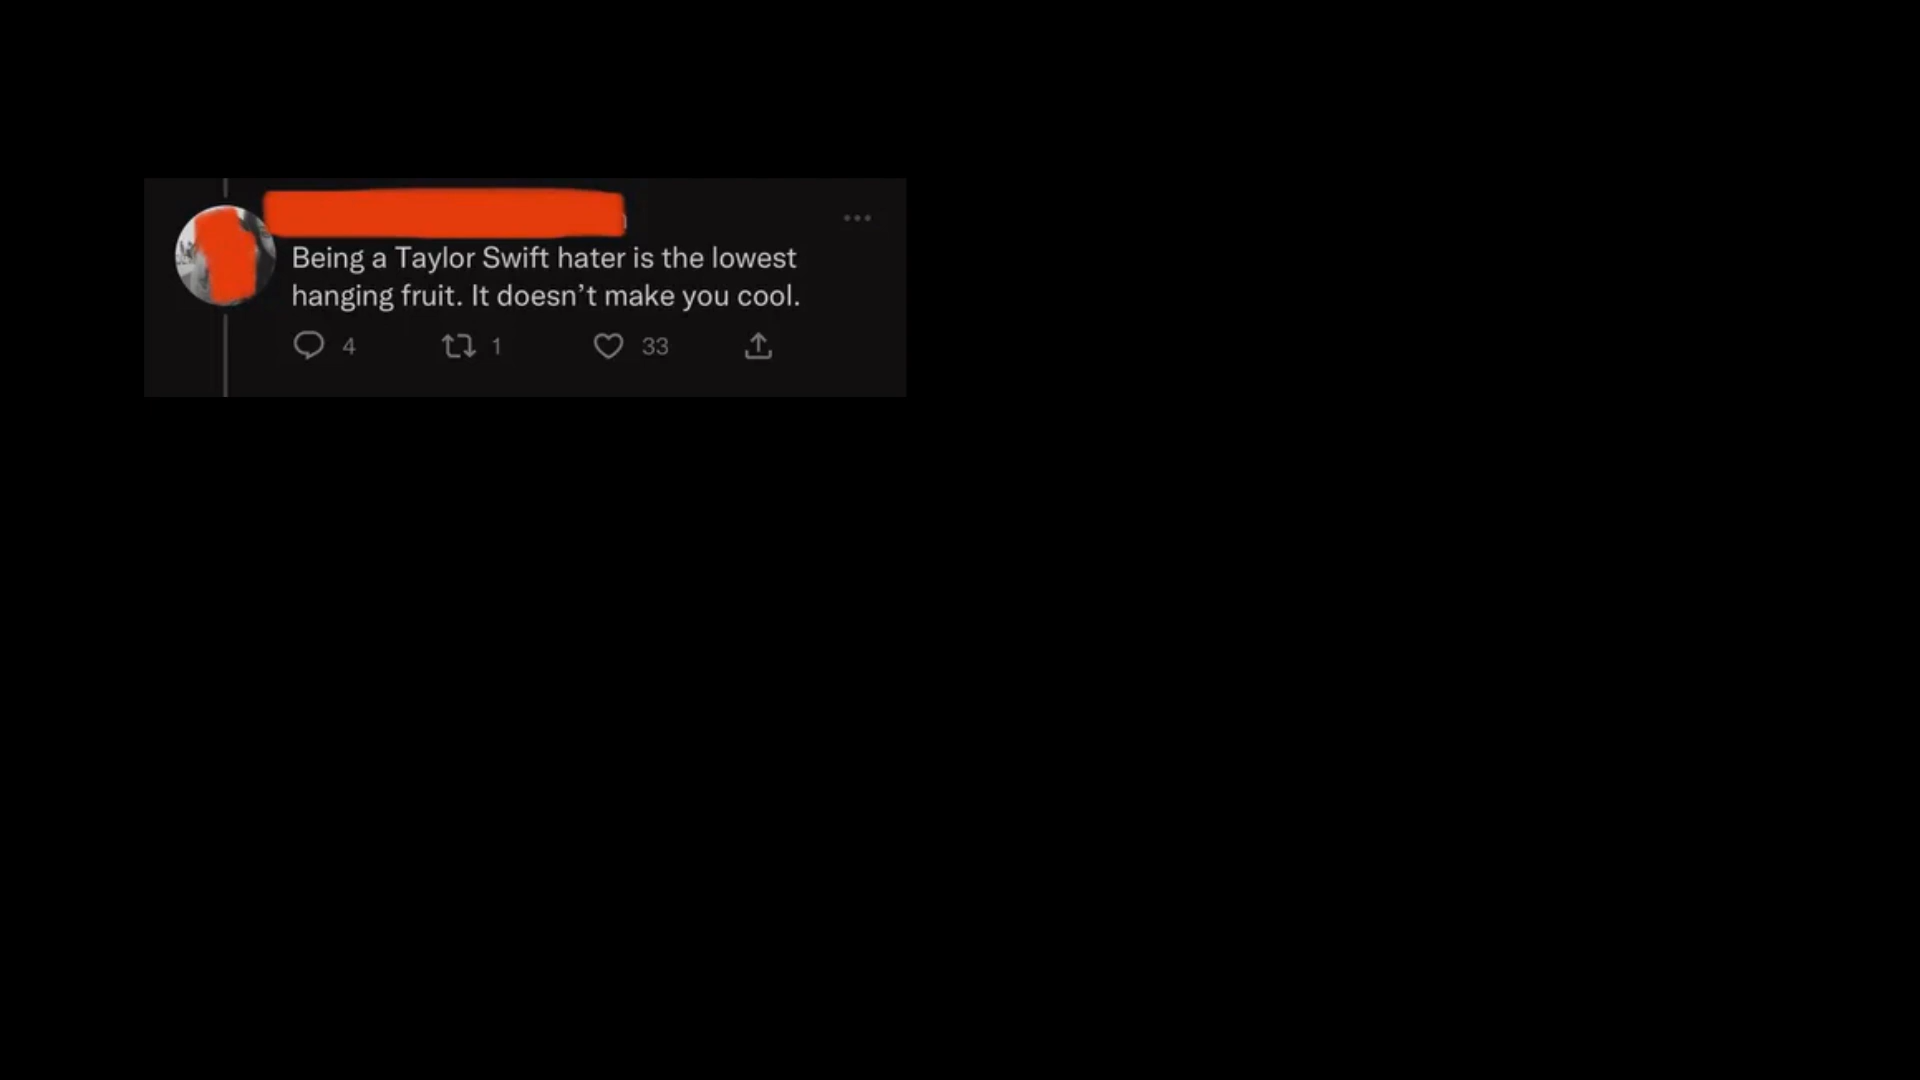 Being a Taylor Swift hater is the lowest
hanging fruit. It doesn’t make you cool.
4 1 33